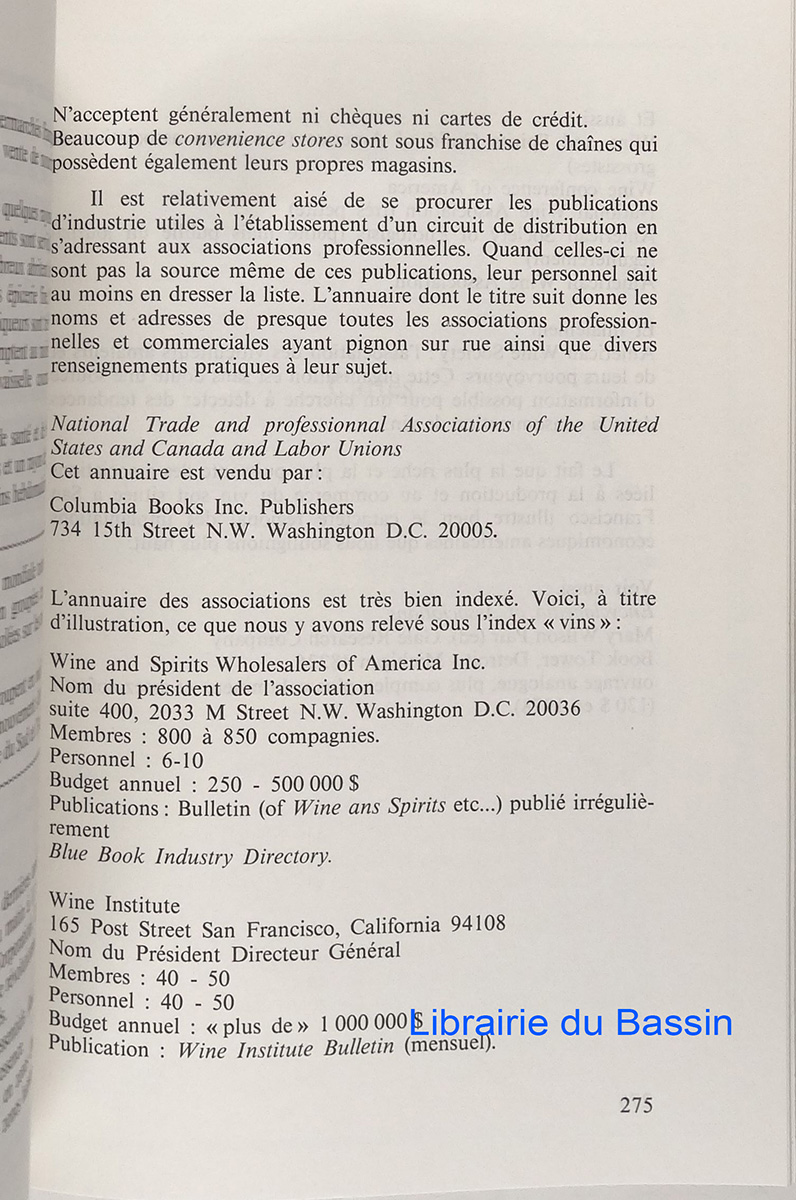 N'acceptent généralement ni chèques ni cartes de crédit.
Beaucoup de convenience stores sont sous franchise de chaînes qui
possèdent également leurs propres magasins.
Il est relativement aisé de se procurer les publications
d'industrie utiles à l'établissement d'un circuit de distribution en
s'adressant aux associations professionnelles. Quand celles-ci ne
sont pas la source même de ces publications, leur personnel sait
au moins en dresser la liste. L'annuaire dont le titre suit donne les
noms et adresses de presque toutes les associations profession-
nelles et commerciales ayant pignon sur rue ainsi que divers
renseignements pratiques à leur sujet.
National Trade and professionnal Associations of the United
States and Canada and Labor Unions
Cet annuaire est vendu par :
Columbia Books Inc. Publishers
734 15th Street N.W. Washington D.C. 20005.
L'annuaire des associations est très bien indexé. Voici, à titre
d'illustration, ce que nous y avons relevé sous l'index « vins » :
Wine and Spirits Wholesalers of America Inc.
Nom du président de l'association
suite 400, 2033 M Street N.W. Washington D.C. 20036
Membres : 800 à 850 compagnies.
Personnel : 6-10
Budget annuel : 250 - 500 000 $
Publications : Bulletin (of Wine ans Spirits etc...) publié irréguliè-
rement
Blue Book Industry Directory.
Wine Institute
165 Post Street San Francisco, California 94108
Nom du Président Directeur Général
Membres : 40 - 50
Personnel : 40 - 50
Budget annuel : « plus de » 1 000 000 $
Librairie du Bassin
Publication : Wine Institute Bulletin (mensuel).
275